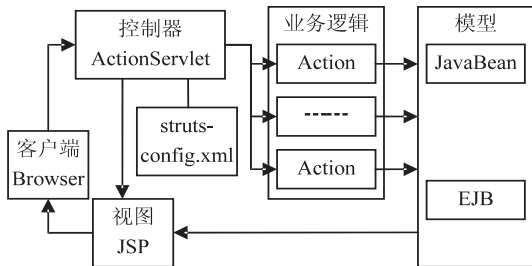 控制器
ActionServlet
业务逻辑
模型
Action
JavaBean
struts-
config.xml
客户端
Browser
Action
视图
JSP
EJB